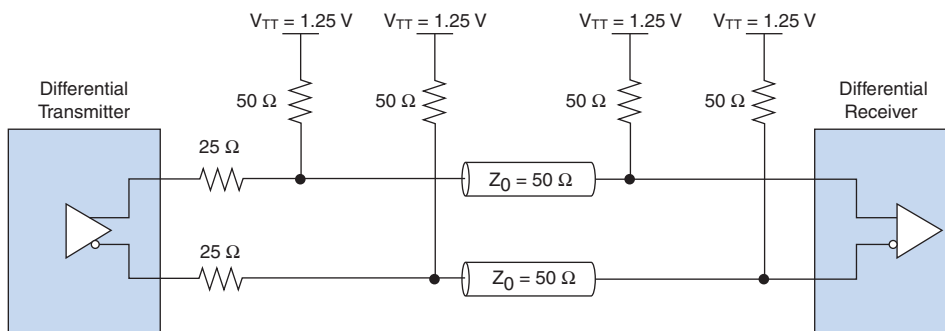 V_TT = 1.25 V V_TT = 1.25 V V_TT = 1.25 V V_TT = 1.25 V
Differential
Transmitter
Differential
Receiver
50 Ω 50 Ω 50 Ω 50 Ω
25 Ω
Z_0 = 50 Ω
25 Ω
Z_0 = 50 Ω